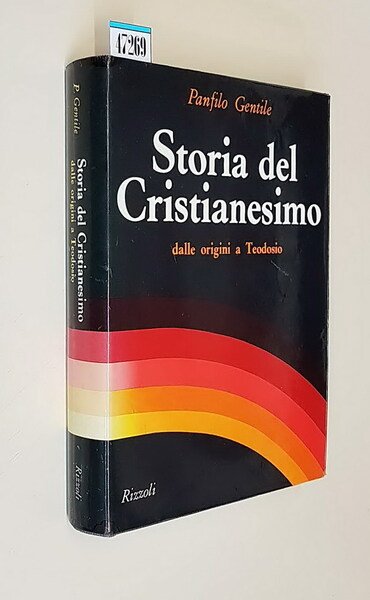 47269
Panfilo Gentile
Storia del
Cristianesimo
dalle origini a Teodosio
Rizzoli
P. Gentile
Storia del Cristianesimo
dalle origini a Teodosio
Rizzoli